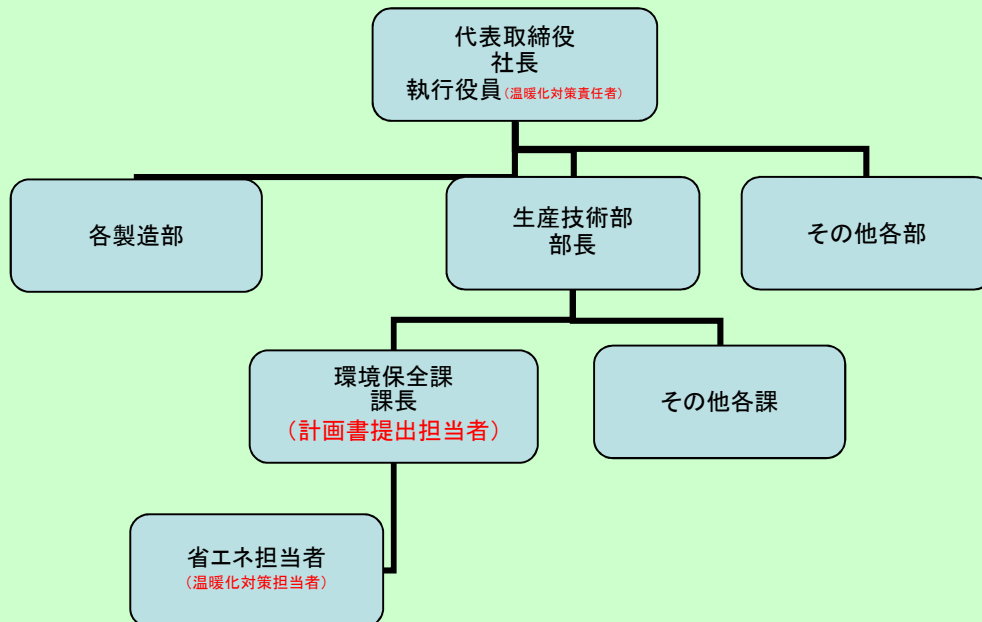 代表取締役
社長
執行役員(温暖化対策責任者)
各製造部
生産技術部
部長
その他各部
環境保全課
課長
(計画書提出担当者)
その他各課
省エネ担当者
(温暖化対策担当者)